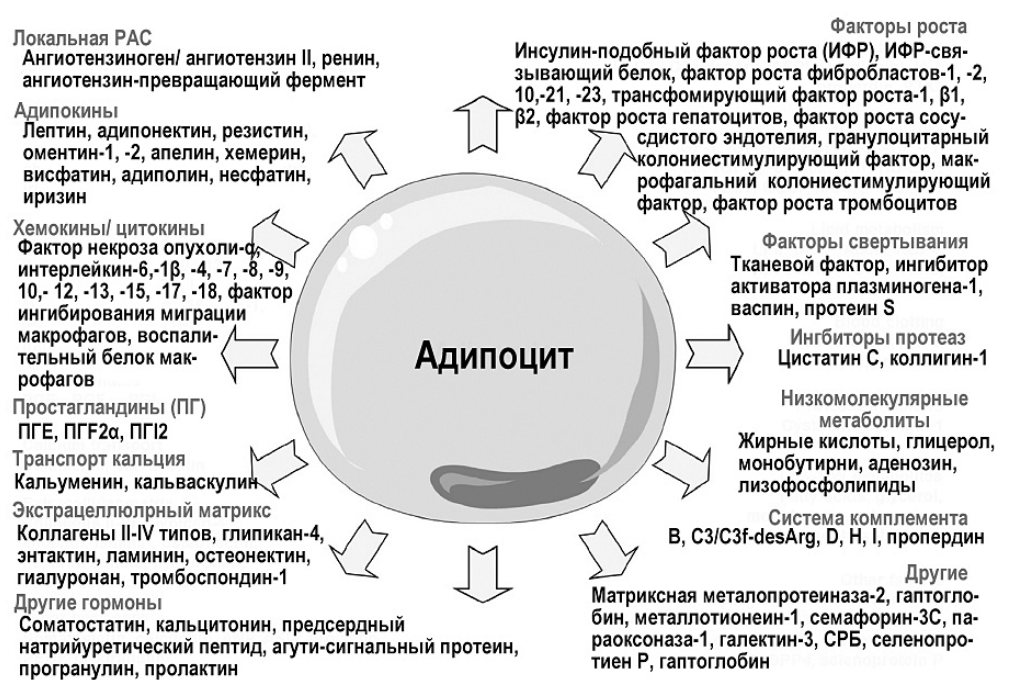 Локальная РАС
Ангиотензиноген/ ангиотензин II, ренин,
ангиотензин-превращающий фермент
Адипокины
Лептин, адипонектин, резистин,
оментин-1, -2, апелин, хемерин,
висфатин, адиполин, несфатин,
иризин
Хемокины/ цитокины
Фактор некроза опухоли-α,
интерлейкин-6,-1β, -4, -7, -8, -9,
10,- 12, -13, -15, -17, -18, фактор
ингибирования миграции
макрофагов, воспали-
тельный белок мак-
рофагов
Простагландины (ПГ)
ПГЕ, ПГF2α, ПГI2
Транспорт кальция
Кальуменин, кальваскулин
Экстрацеллюлрный матрикс
Коллагены II-IV типов, глипикан-4,
энтактин, ламинин, остеонектин,
гиалуронан, тромбоспондин-1
Другие гормоны
Соматостатин, кальцитонин, предсердный
натрийуретический пептид, агути-сигнальный протеин,
програнулин, пролактин
Адипоцит
Факторы роста
Инсулин-подобный фактор роста (ИФР), ИФР-свя-
зывающий белок, фактор роста фибробластов-1, -2,
10,-21, -23, трансфомирующий фактор роста-1, β1,
β2, фактор роста гепатоцитов, фактор роста сосу-
дистого эндотелия, гранулоцитарный
колониестимулирующий фактор, мак-
рофагальний колониестимулирующий
фактор, фактор роста тромбоцитов
Факторы свертывания
Тканевой фактор, ингибитор
активатора плазминогена-1,
васпин, протеин S
Ингбиторы протеаз
Цистатин С, коллигин-1
Низкомолекулярные
метаболиты
Жирные кислоты, глицерол,
монобутирни, аденозин,
лизофосфолипиды
Система комплемента
B, C3/C3f-desArg, D, H, I, пропердин
Другие
Матриксная металопротеиназа-2, гаптогло-
бин, металлотионеин-1, семафорин-3С, па-
раоксоназа-1, галектин-3, СРБ, селенопро-
тиен Р, гаптоглобин